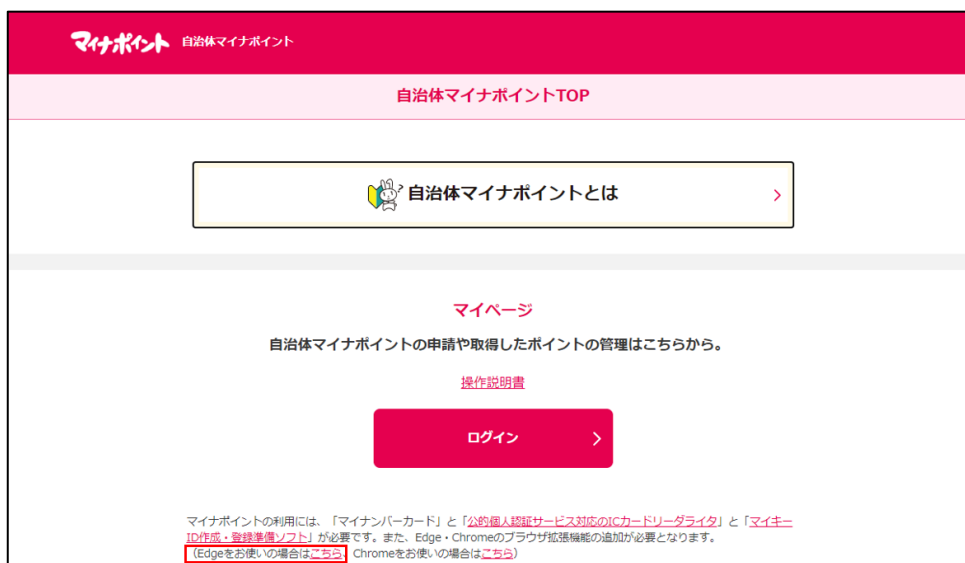 マイナポイント 自治体マイナポイント
自治体マイナポイントTOP
? 自治体マイナポイントとは
マイページ
自治体マイナポイントの申請や取得したポイントの管理はこちらから。
操作説明書
ログイン
マイナポイントの利用には、「マイナンバーカード」と「公的個人認証サービス対応のICカードリーダライタ」と「マイキー
ID作成・登録準備ソフト」が必要です。また、Edge・Chromeのブラウザ拡張機能の追加が必要となります。
（Edgeをお使いの場合はこちら、Chromeをお使いの場合はこちら）